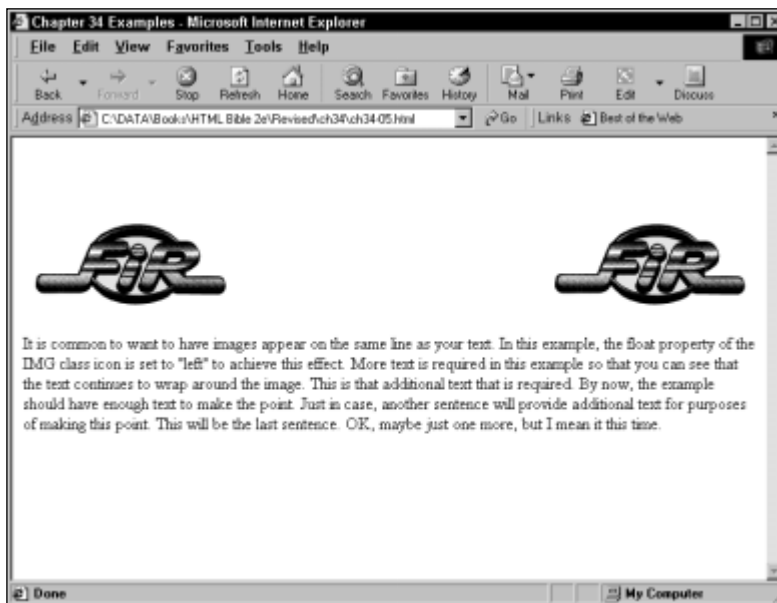 Chapter 34 Examples - Microsoft Internet Explorer
File Edit View Favorites Tools Help
Back Forward Stop Refresh Home Search Favorites History Mail Print Edit Discuss
Address C:\DATA\Books\HTML Bible 2e\Revised\ch34\ch34-05.html Go Links Best of the Web
FiR FiR
It is common to want to have images appear on the same line as your text. In this example, the float property of the
IMG class icon is set to "left" to achieve this effect. More text is required in this example so that you can see that
the text continues to wrap around the image. This is that additional text that is required. By now, the example
should have enough text to make the point. Just in case, another sentence will provide additional text for purposes
of making this point. This will be the last sentence. OK, maybe just one more, but I mean it this time.
Done My Computer